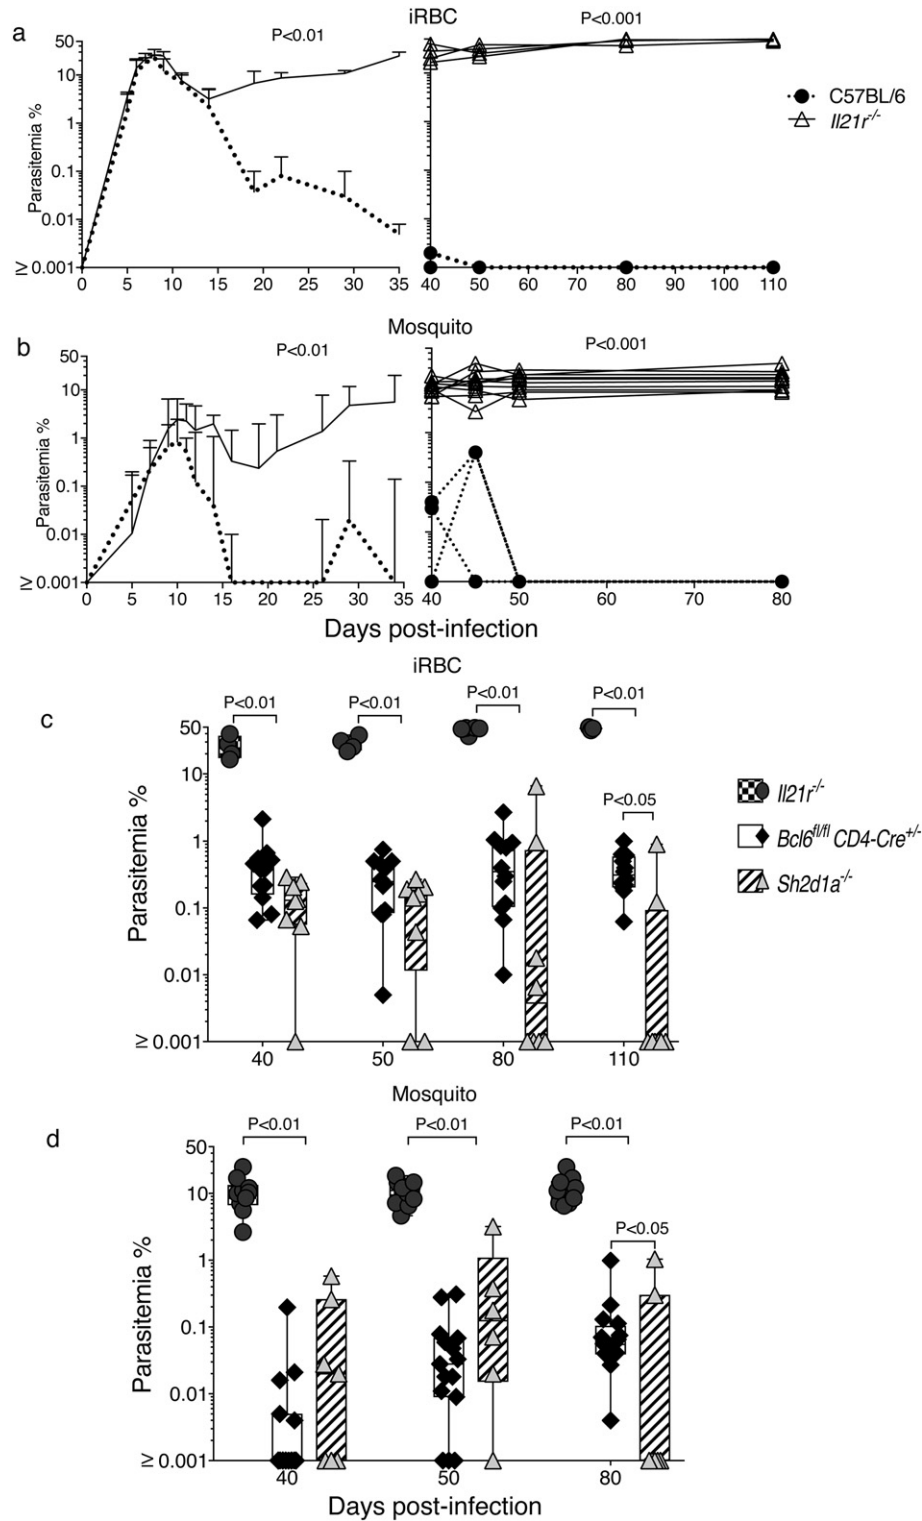 iRBC
a
P<0.01
P<0.001
Parasitemia %
50
10
1
0.1
0.01
≤ 0.001
0 5 10 15 20 25 30 35
40 50 60 70 80 90 100 110
C57BL/6
Il21r-/-
Mosquito
b
P<0.01
P<0.001
Parasitemia %
50
10
1
0.1
0.01
≤ 0.001
0 5 10 15 20 25 30 35
40 50 60 70 80
Days post-infection
iRBC
c
P<0.01 P<0.01 P<0.01 P<0.01
P<0.05
Parasitemia %
50
10
1
0.1
0.01
≤ 0.001
40 50 80 110
Il21r-/-
Bcl6fl/fl CD4-Cre+/-
Sh2d1a-/-
Mosquito
d
P<0.01 P<0.01 P<0.01
P<0.05
Parasitemia %
50
10
1
0.1
0.01
≤ 0.001
40 50 80
Days post-infection